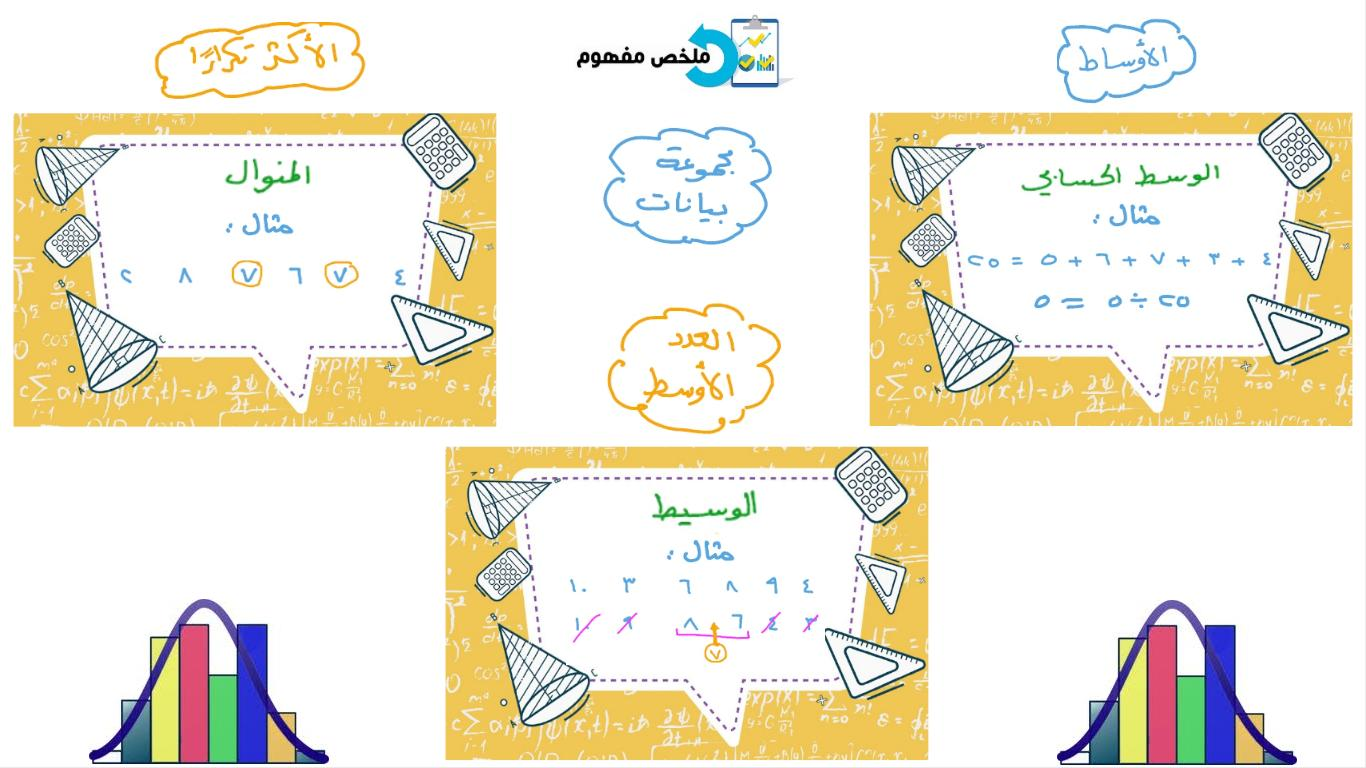 الأوساط
ملخص مفهوم
الأكثر تكرارًا
مجموعة
بيانات
الوسط الحسابي
مثال :
٤ + ٣ + ٧ + ٦ + ٥ = ٢٥
٢٥ ÷ ٥ = ٥
المنوال
مثال :
٤ ٧ ٦ ٧ ٨ ٢
العدد
الأوسط
الوسيط
مثال :
٤ ٩ ٨ ٦ ٣ ١٠
٣ ٤ ٦ ٨ ٩ ١٠
٧